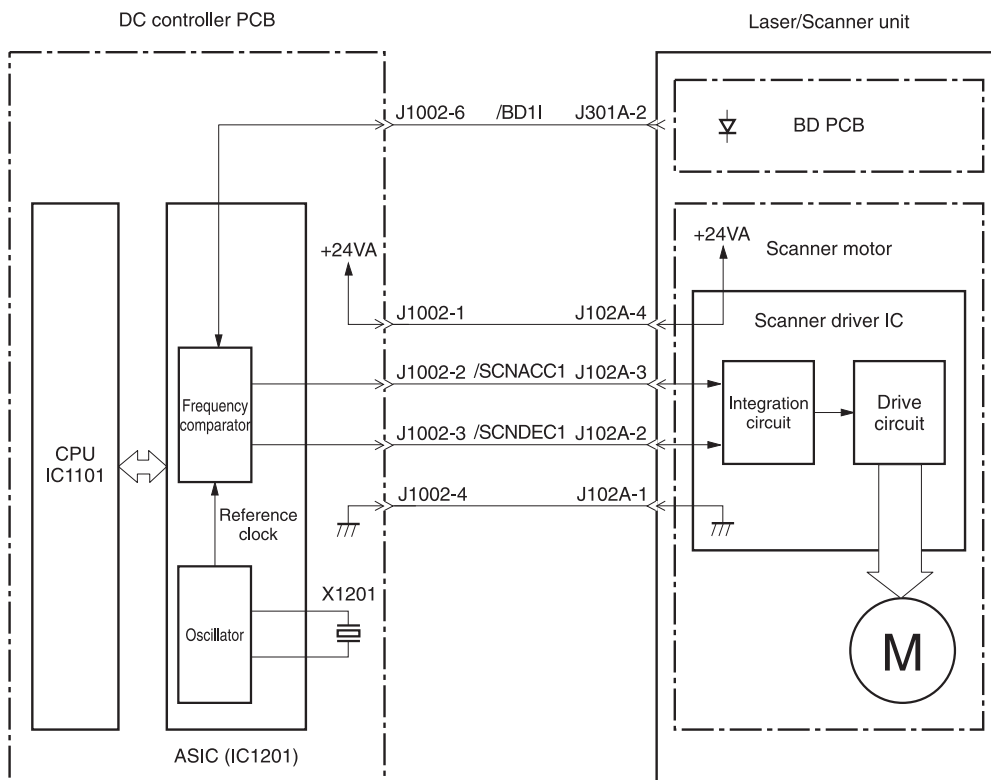 DC controller PCB
Laser/Scanner unit
J1002-6 /BD1I J301A-2
BD PCB
+24VA
+24VA
Scanner motor
J1002-1 J102A-4
Scanner driver IC
J1002-2 /SCNACC1 J102A-3
Frequency
comparator
Integration
circuit
Drive
circuit
J1002-3 /SCNDEC1 J102A-2
CPU
IC1101
J1002-4 J102A-1
Reference
clock
X1201
Oscillator
M
ASIC (IC1201)